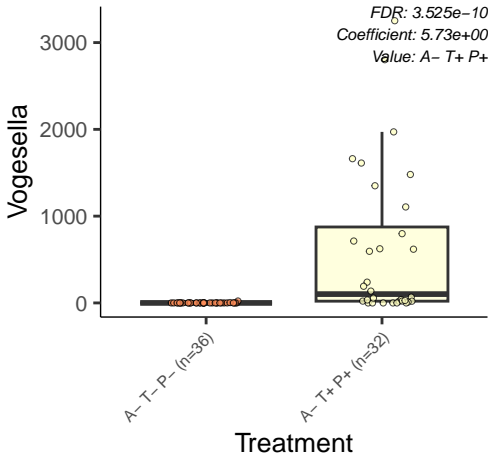 FDR: 3.525e−10
Coefficient: 5.73e+00
Value: A− T+ P+
Vogesella
3000
2000
1000
0
A− T− P− (n=36)
A− T+ P+ (n=32)
Treatment